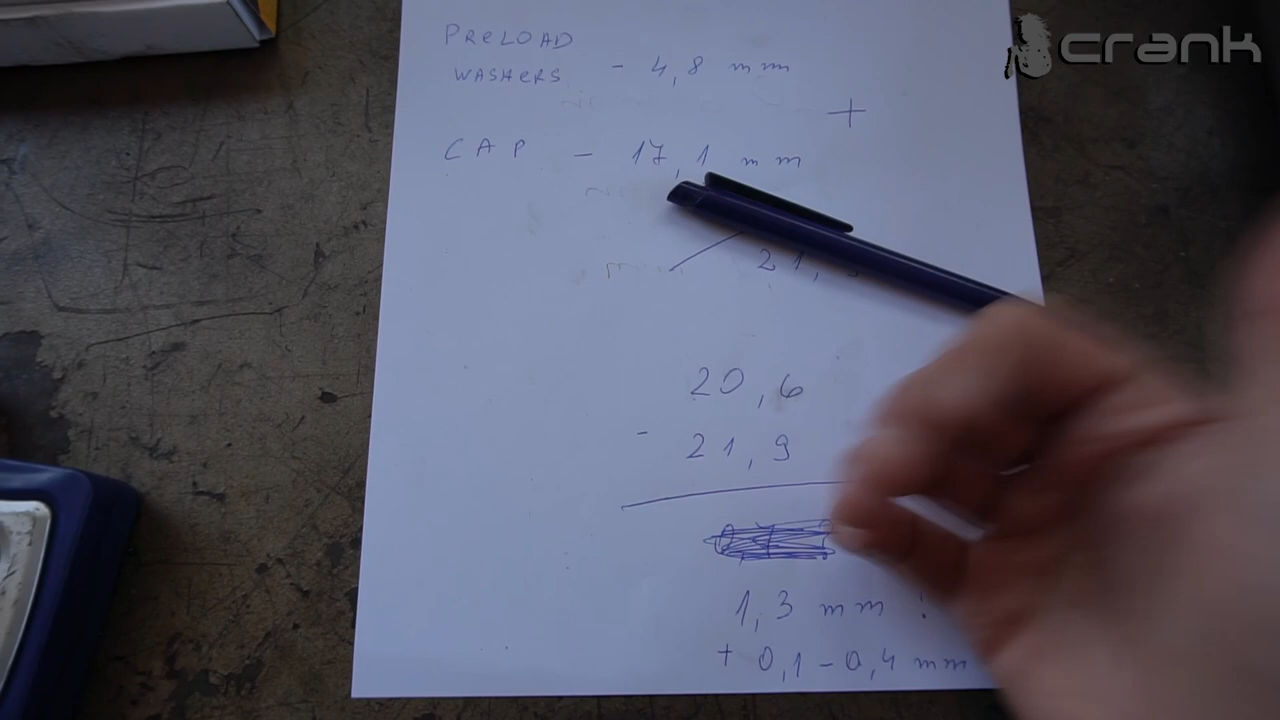 crank
PRELOAD
WASHERS - 4,8 mm
+
CAP - 17,1 mm
21,
20,6
- 21,9
1,3 mm !
+ 0,1-0,4 mm